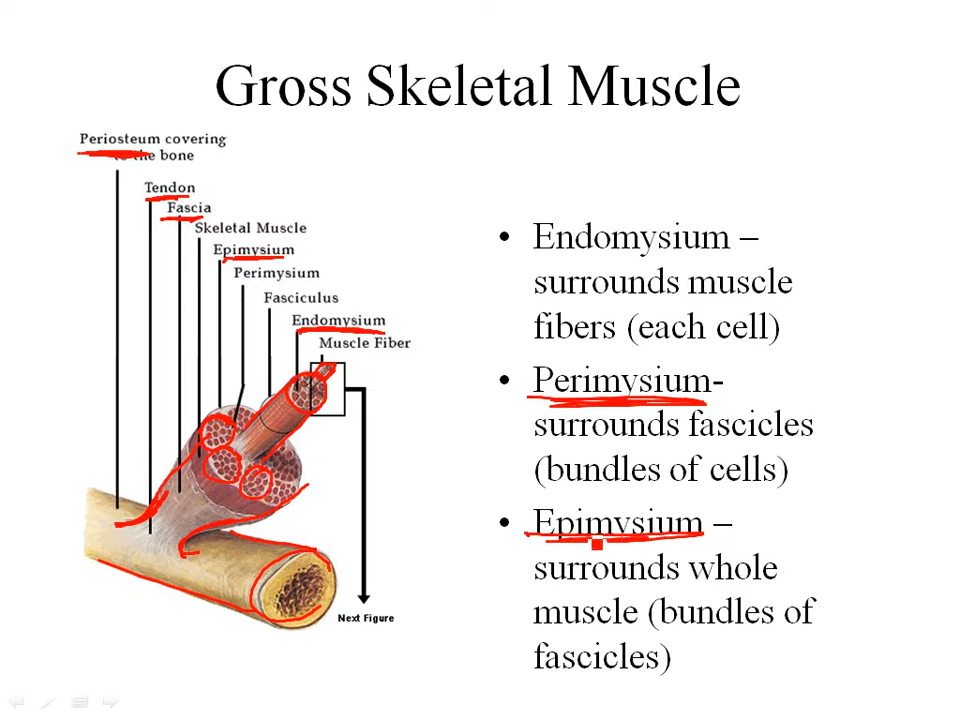 Gross Skeletal Muscle
Periosteum covering
to the bone
Tendon
Fascia
Skeletal Muscle
Epimysium
Perimysium
Fasciculus
Endomysium
Muscle Fiber
Next Figure
• Endomysium –
surrounds muscle
fibers (each cell)
• Perimysium-
surrounds fascicles
(bundles of cells)
• Epimysium –
surrounds whole
muscle (bundles of
fascicles)